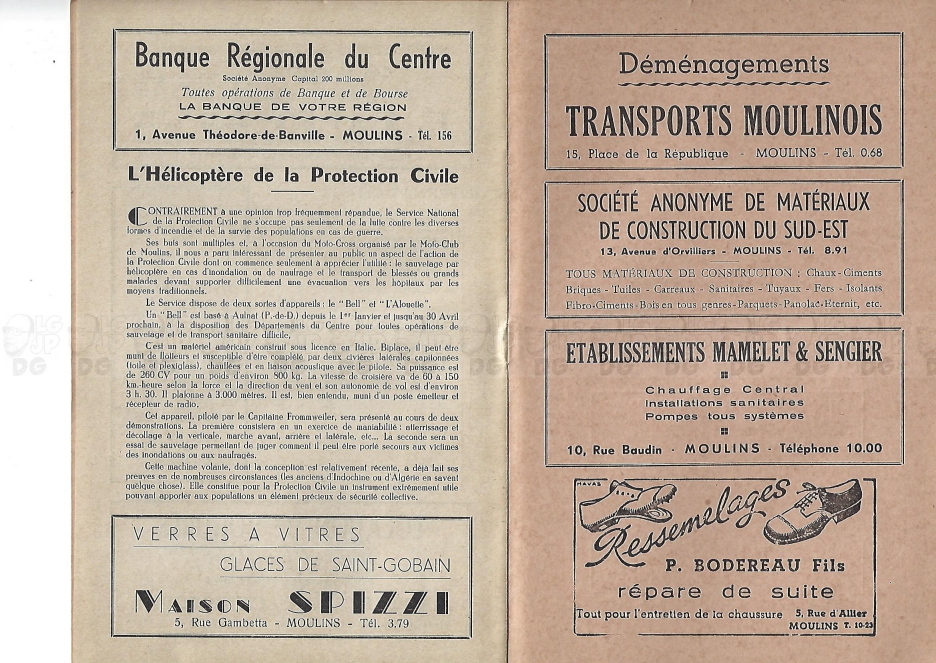 Banque Régionale du Centre
Société Anonyme Capital 200 millions
Toutes opérations de Banque et de Bourse
LA BANQUE DE VOTRE RÉGION
1, Avenue Théodore-de-Banville - MOULINS - Tél. 156
L'Hélicoptère de la Protection Civile
CONTRAIREMENT à une opinion trop fréquemment répandue, le Service National
de la Protection Civile ne s'occupe pas seulement de la lutte contre les diverses
formes d'incendie et de la survie des populations en cas de guerre.
Ses buts sont multiples et, à l'occasion du Moto-Cross organisé par le Moto-Club
de Moulins, il nous a paru intéressant de présenter au public un aspect de l'action de
la Protection Civile dont on commence seulement à apprécier l'utilité : le sauvetage par
hélicoptère en cas d'inondation ou de naufrage et le transport de blessés ou grands
malades devant supporter difficilement une évacuation vers les hôpitaux par les
moyens traditionnels.
Le Service dispose de deux sortes d'appareils : le "Bell" et "L'Alouette".
Un "Bell" est basé à Aulnat (P.-de-D.) depuis le 1er Janvier et jusqu'au 30 Avril
prochain, à la disposition des Départements du Centre pour toutes opérations de
sauvetage et de transport sanitaire difficile,
C'est un matériel américain construit sous licence en Italie. Biplace, il peut être
muni de flotteurs et susceptible d'être complété par deux civières latérales capitonnées
(toile et plexiglass), chauffées et en liaison acoustique avec le pilote. Sa puissance est
de 260 CV pour un poids d'environ 800 kg. La vitesse de croisière va de 60 à 150
km.-heure selon la force et la direction du vent et son autonomie de vol est d'environ
3 h. 30. Il plafonne à 3.000 mètres. Il est, bien entendu, muni d'un poste émetteur et
récepteur de radio.
Cet appareil, piloté par le Capitaine Frommweiler, sera présenté au cours de deux
démonstrations. La première consistera en un exercice de maniabilité : atterrissage et
décollage à la verticale, marche avant, arrière et latérale, etc... La seconde sera un
essai de sauvetage permettant de juger comment il peut être porté secours aux victimes
des inondations ou aux naufragés.
Cette machine volante, dont la conception est relativement récente, a déjà fait ses
preuves en de nombreuses circonstances (les anciens d'Indochine ou d'Algérie en savent
quelque chose). Elle constitue pour la Protection Civile un instrument extrêmement utile
pouvant apporter aux populations un élément précieux de sécurité collective.
VERRES A VITRES
GLACES DE SAINT-GOBAIN
MAISON SPIZZI
5, Rue Gambetta - MOULINS - Tél. 3.79
Déménagements
TRANSPORTS MOULINOIS
15, Place de la République - MOULINS - Tél. 0.68
SOCIÉTÉ ANONYME DE MATÉRIAUX
DE CONSTRUCTION DU SUD-EST
13, Avenue d'Orvilliers - MOULINS - Tél. 8.91
TOUS MATÉRIAUX DE CONSTRUCTION : Chaux-Ciments
Briques - Tuiles - Carreaux - Sanitaires - Tuyaux - Fers - Isolants
Fibro-Ciments-Bois en tous genres-Parquets-Panolac-Eternit, etc.
ETABLISSEMENTS MAMELET & SENGIER
Chauffage Central
Installations sanitaires
Pompes tous systèmes
10, Rue Baudin - MOULINS - Téléphone 10.00
HAVAS
Ressemelages
P. BODEREAU Fils
répare de suite
Tout pour l'entretien de la chaussure 5, Rue d'Allier
MOULINS T. 10-23